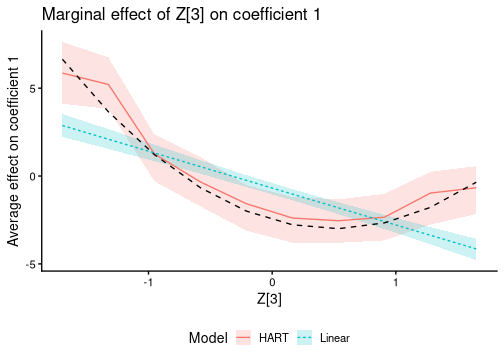 Marginal effect of Z[3] on coefficient 1
Average effect on coefficient 1
5
0
-5
-1
0
1
Z[3]
Model
HART
Linear